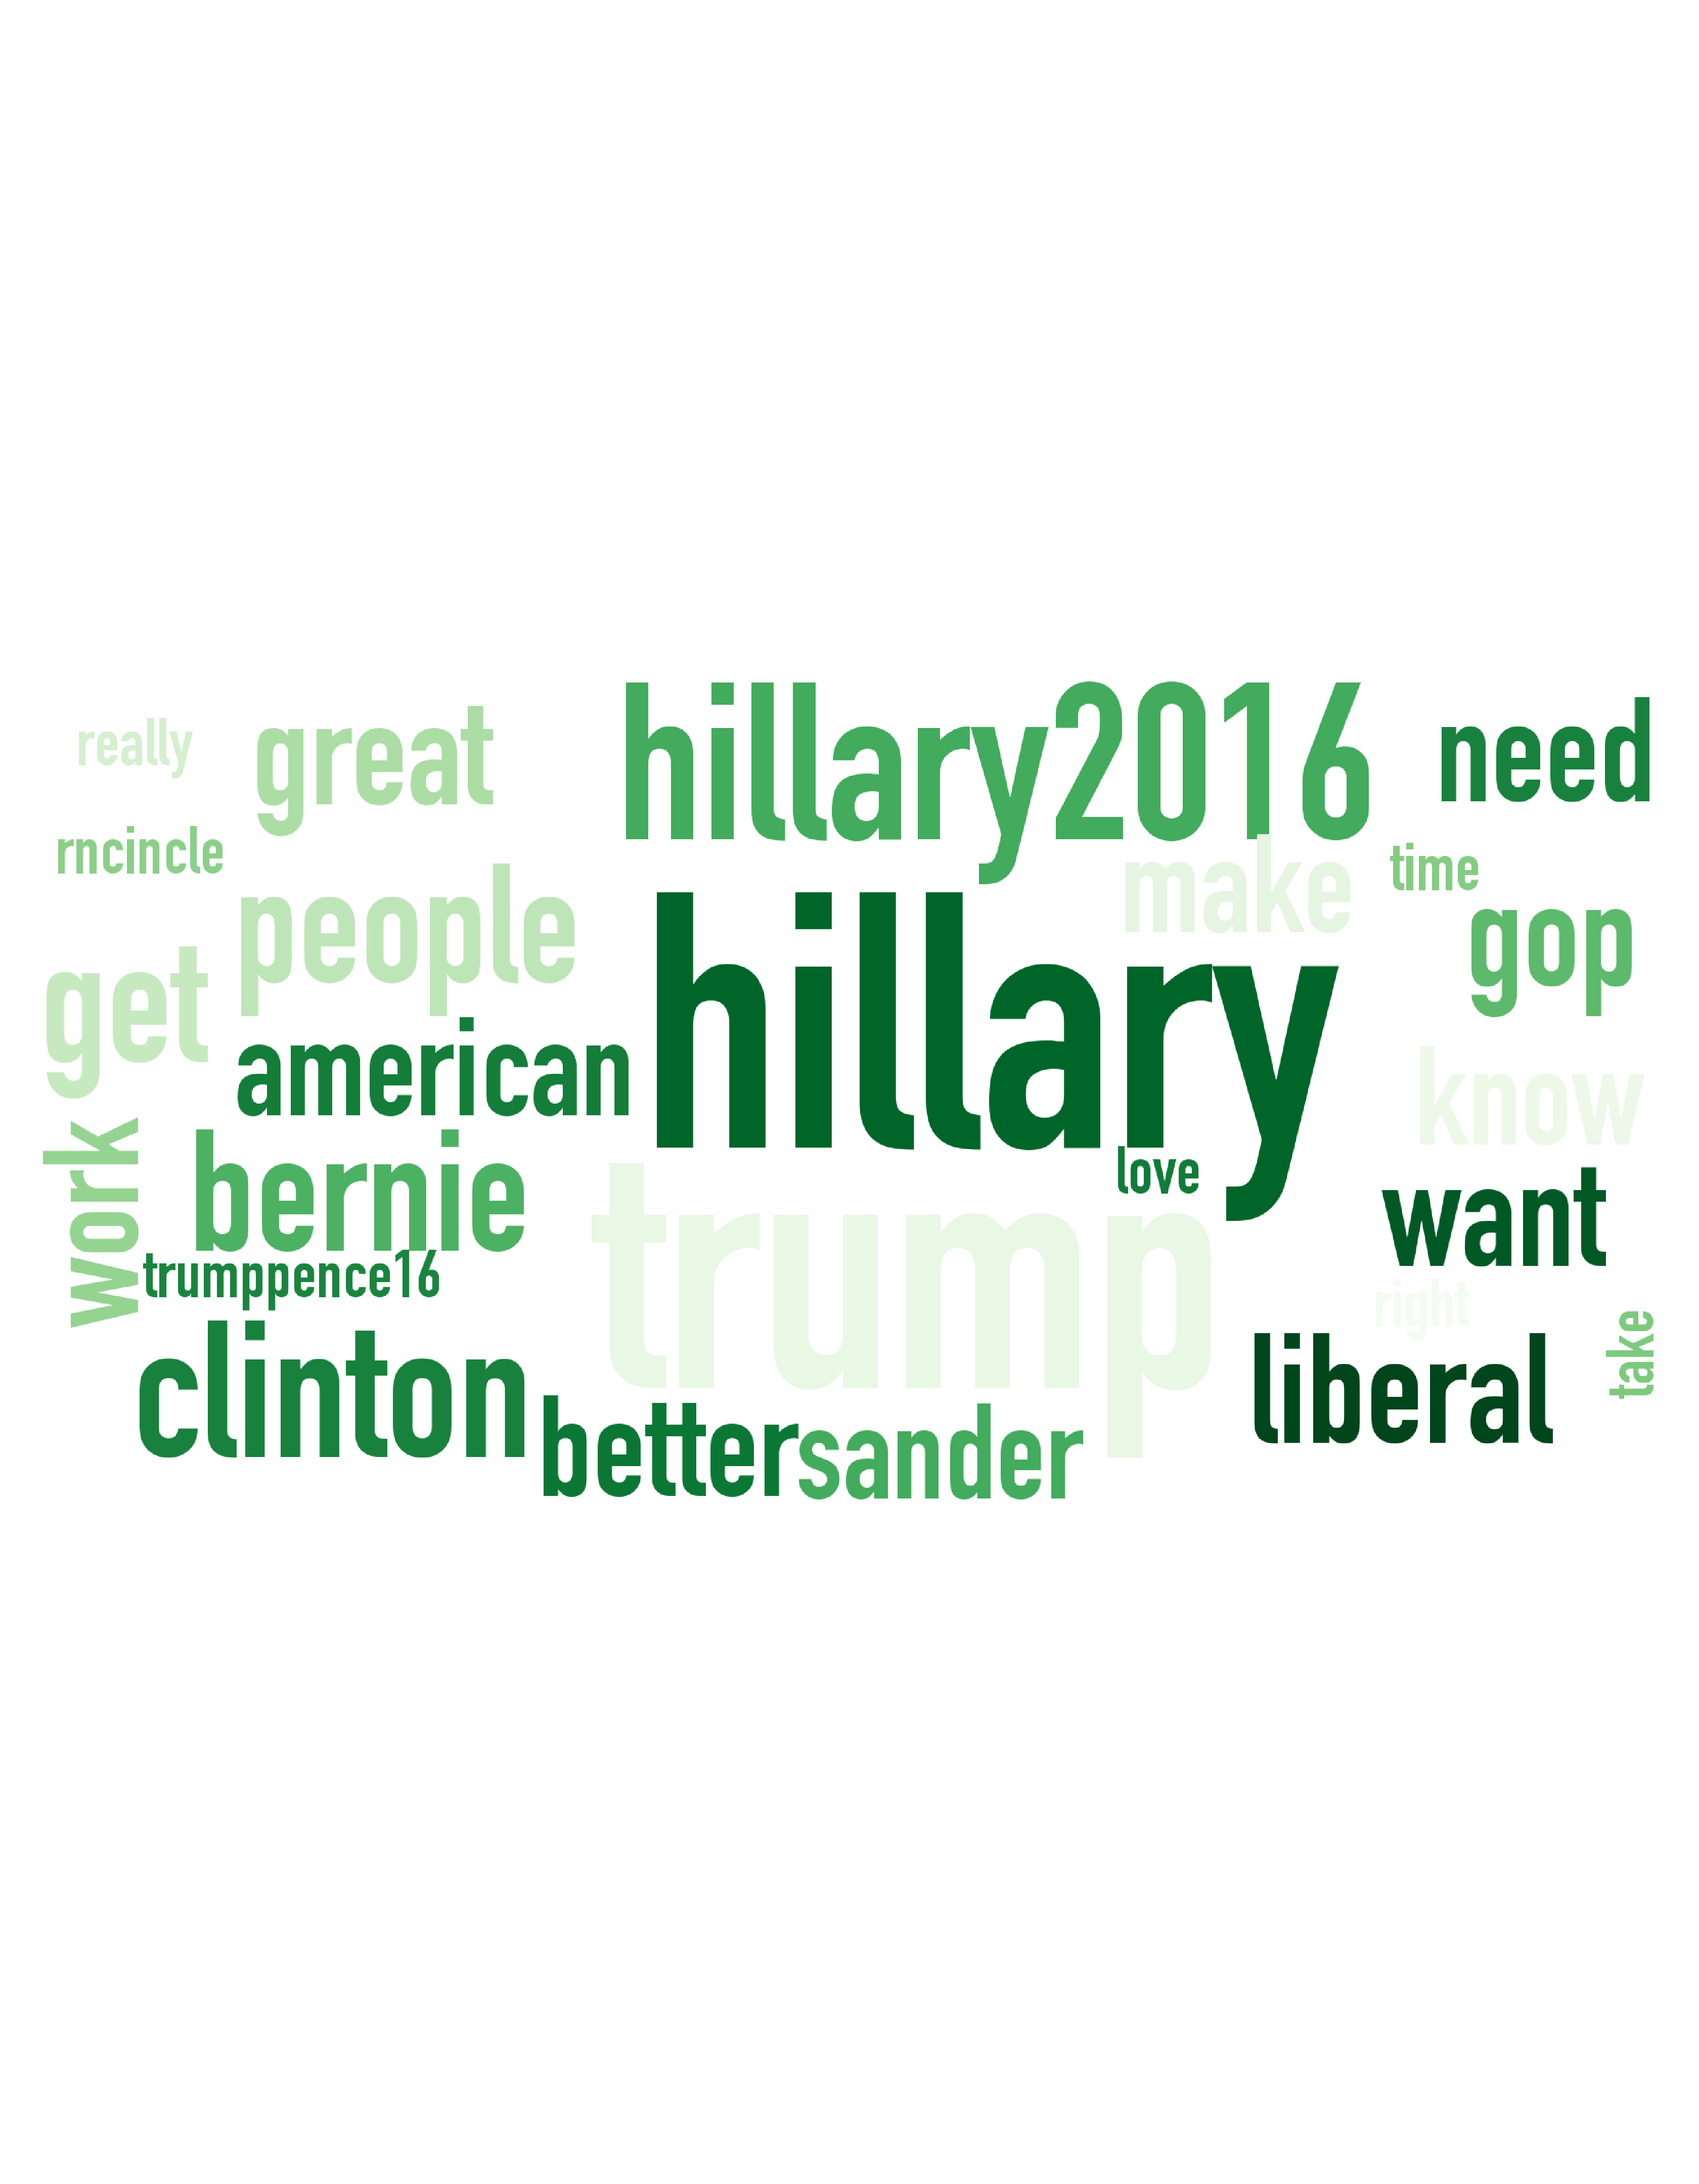 hillary2016
need
really
great
rncincle
make
time
people
gop
get
hillary
american
know
work
bernie
love
want
trumppence16
trump
right
take
clinton
liberal
better
sander